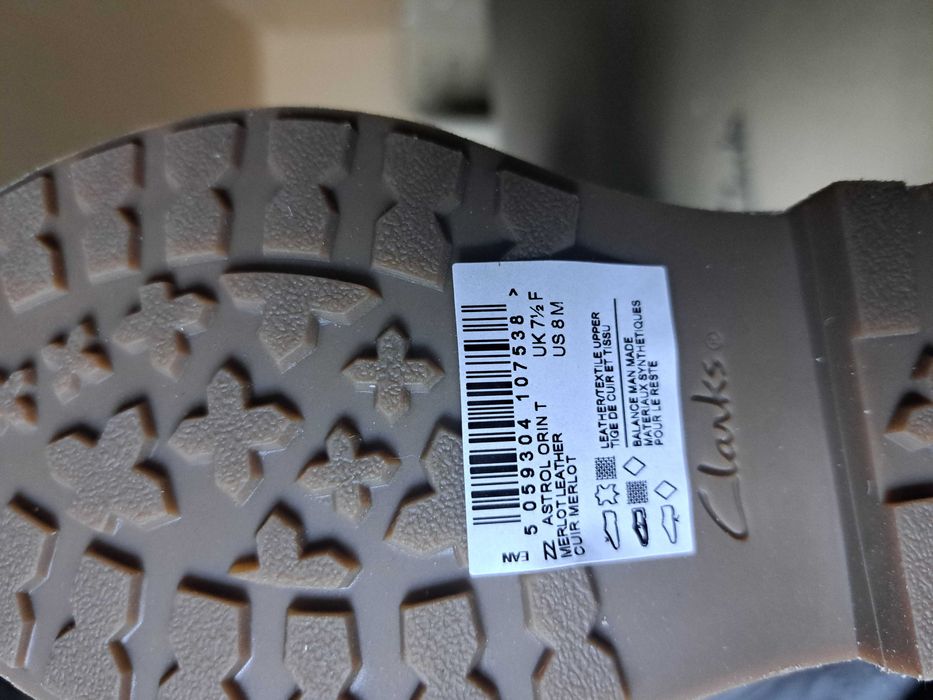 5 059304 107538 >
ZZ ASTROL ORIN T UK 7½ F
MERLOT LEATHER US 8 M
CUIR MERLOT
LEATHER/TEXTILE UPPER
TIGE DE CUIR ET TISSU
BALANCE MAN MADE
MATERIAUX SYNTHETIQUES
POUR LE RESTE
Clarks®